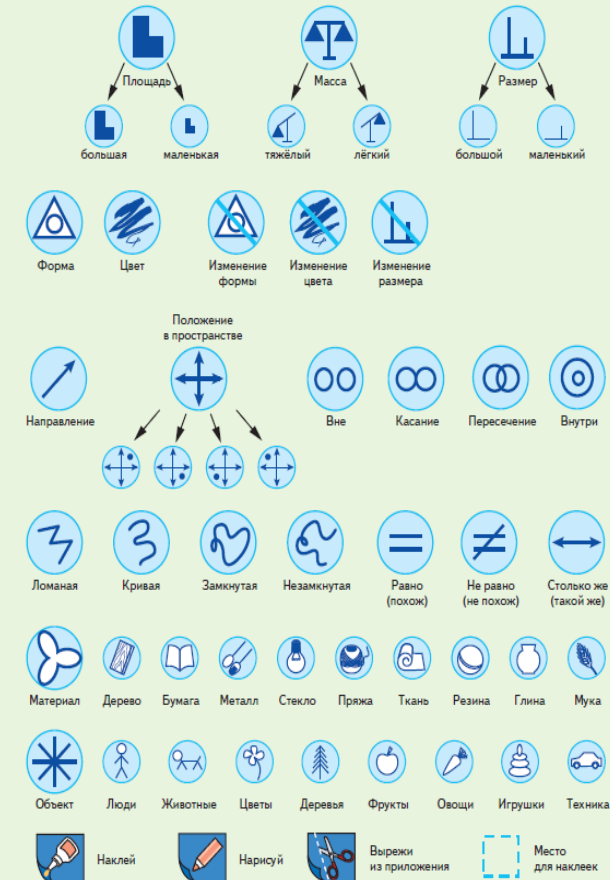 Площадь
Масса
Размер
большая
маленькая
тяжёлый
лёгкий
большой
маленький
Форма
Цвет
Изменение
формы
Изменение
цвета
Изменение
размера
Положение
в пространстве
Направление
Вне
Касание
Пересечение
Внутри
Ломаная
Кривая
Замкнутая
Незамкнутая
Равно
(похож)
Не равно
(не похож)
Столько же
(такой же)
Материал
Дерево
Бумага
Металл
Стекло
Пряжа
Ткань
Резина
Глина
Мука
Объект
Люди
Животные
Цветы
Деревья
Фрукты
Овощи
Игрушки
Техника
Наклей
Нарисуй
Вырежи
из приложения
Место
для наклеек